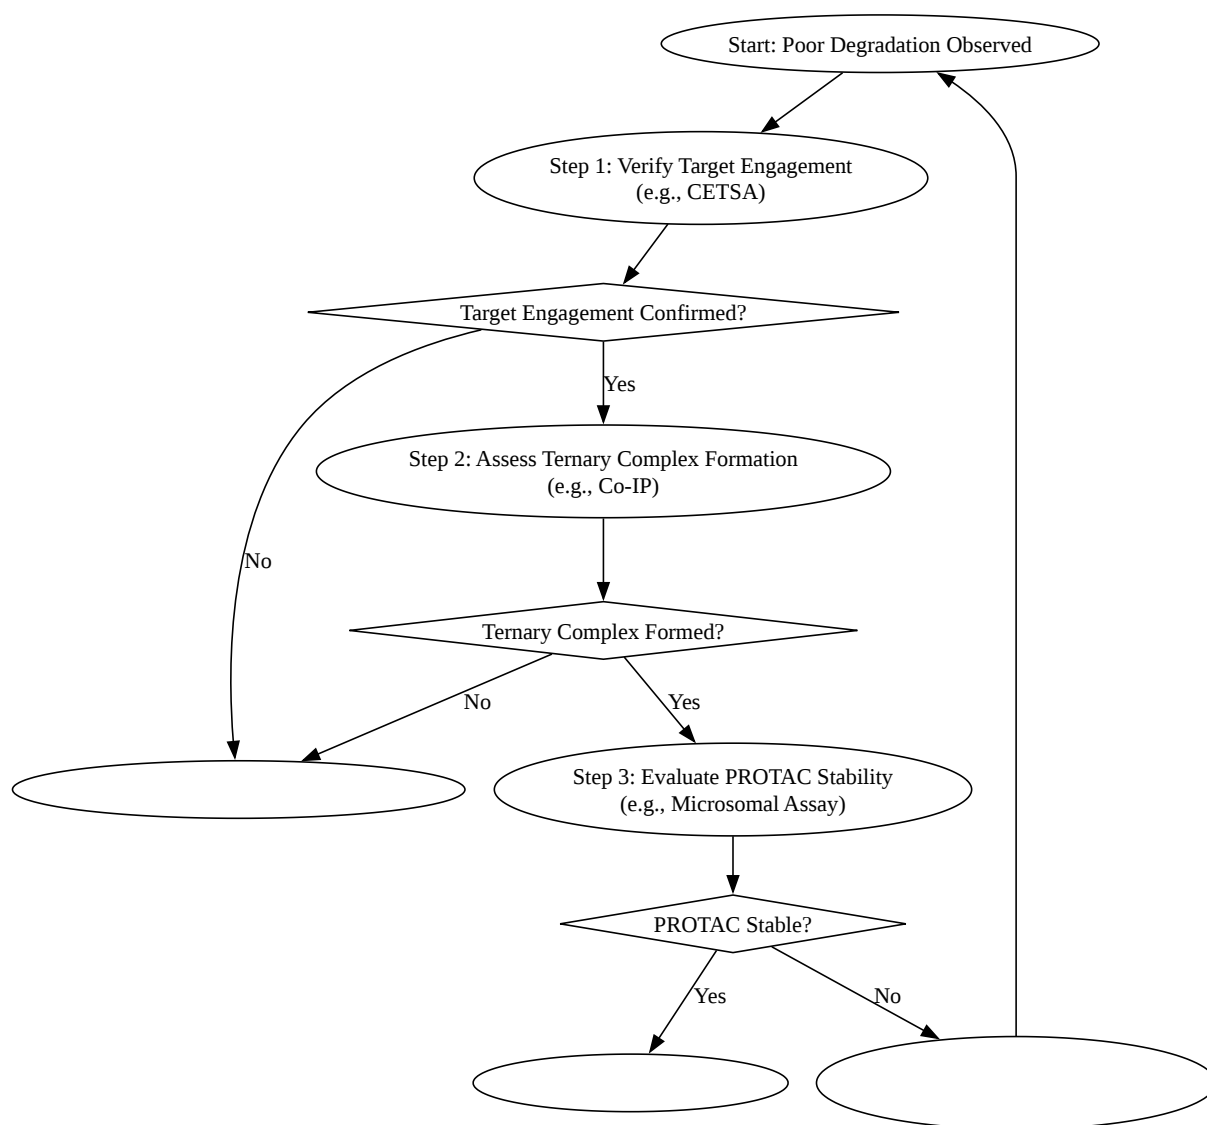 Start: Poor Degradation Observed
Step 1: Verify Target Engagement
(e.g., CETSA)
Target Engagement Confirmed?
Yes
Step 2: Assess Ternary Complex Formation
(e.g., Co-IP)
No
Ternary Complex Formed?
No
Yes
Step 3: Evaluate PROTAC Stability
(e.g., Microsomal Assay)
PROTAC Stable?
Yes
No